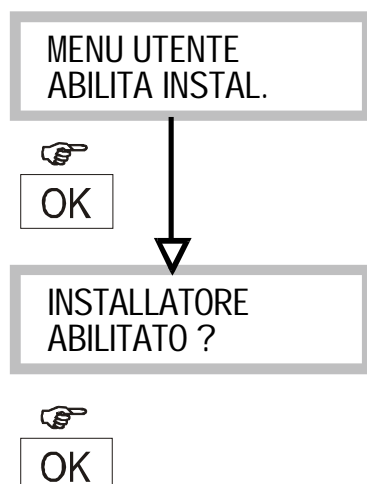 MENU UTENTE
ABILITA INSTAL.
OK
INSTALLATORE
ABILITATO ?
OK